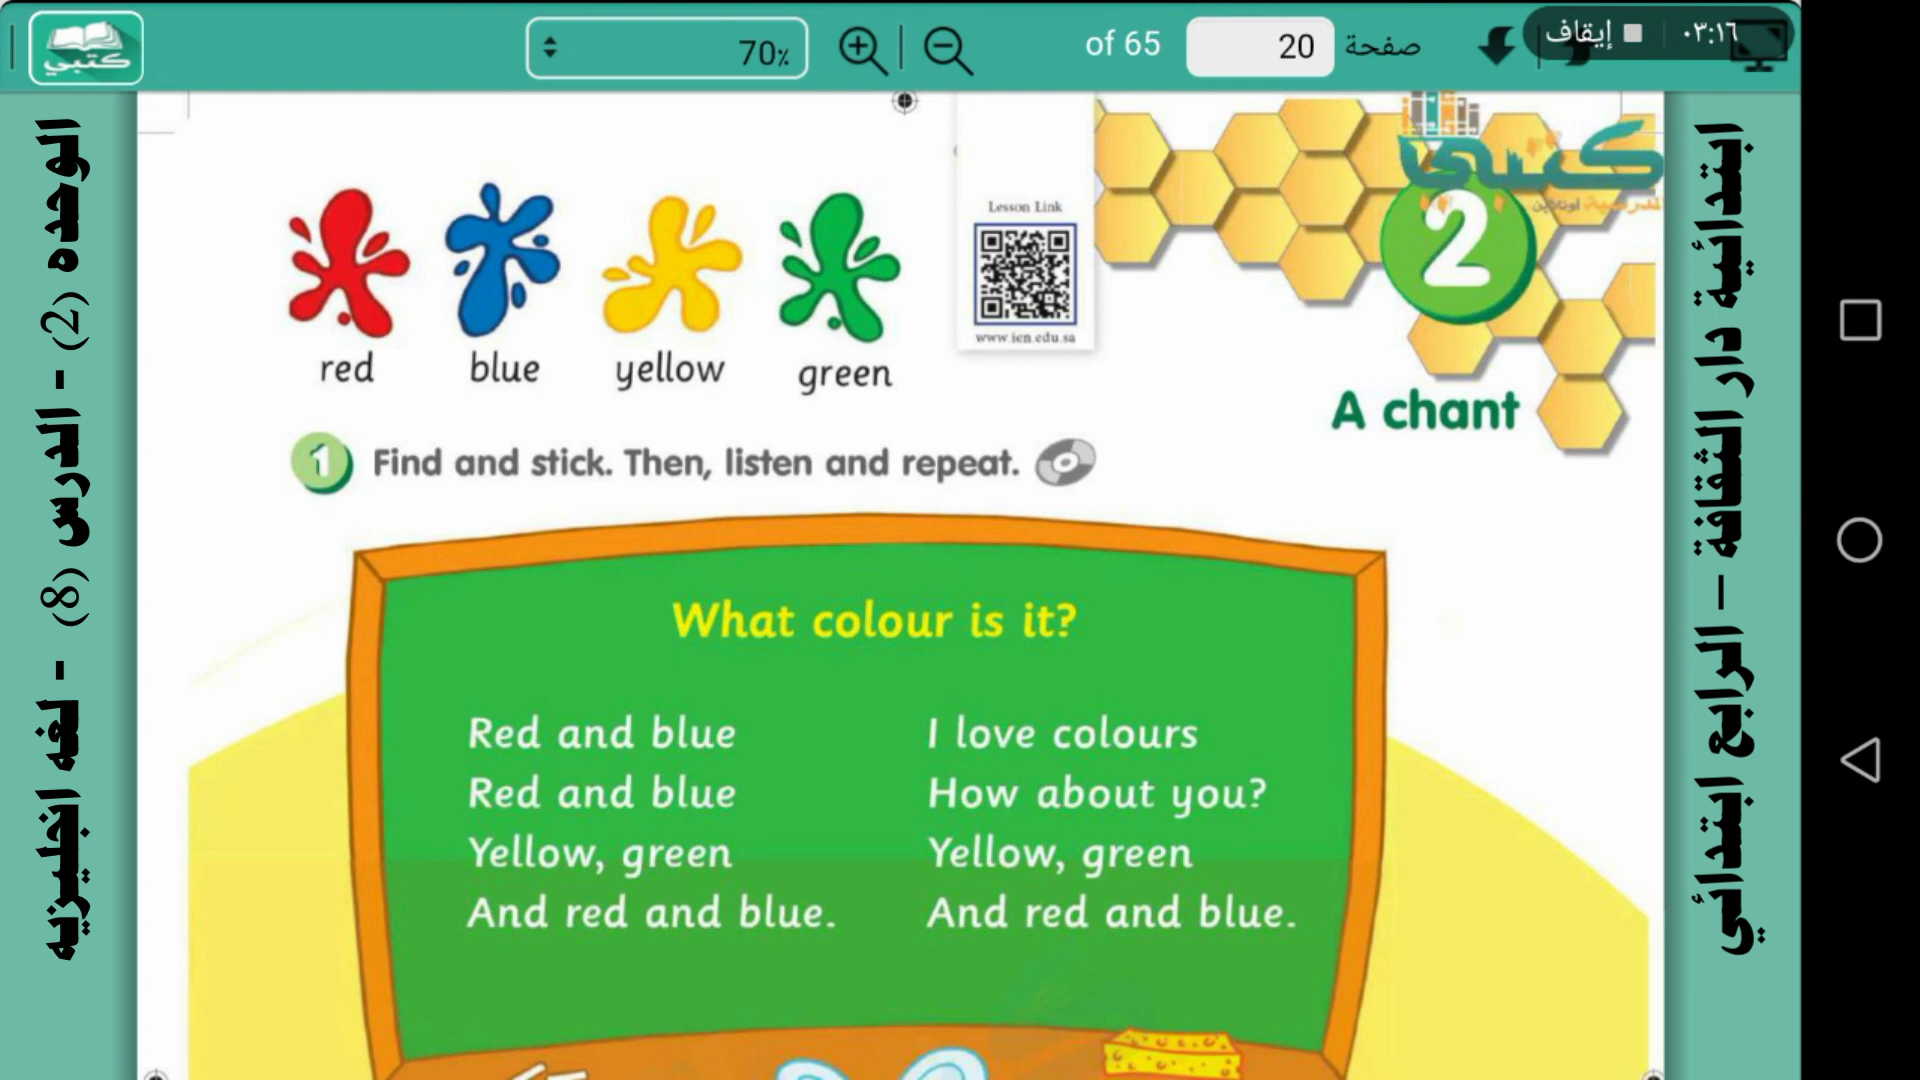 كتبي
70%
of 65
20
صفحة
إيقاف
٠٣:١٦
الوحده (2) - الدرس (8) - لغه انجليزيه
ابتدائية دار الثقافة – الرابع ابتدائي
كتبي
المدرسية اونلاين
2
Lesson Link
www.ien.edu.sa
red
blue
yellow
green
A chant
1 Find and stick. Then, listen and repeat.
What colour is it?
Red and blue
Red and blue
Yellow, green
And red and blue.
I love colours
How about you?
Yellow, green
And red and blue.